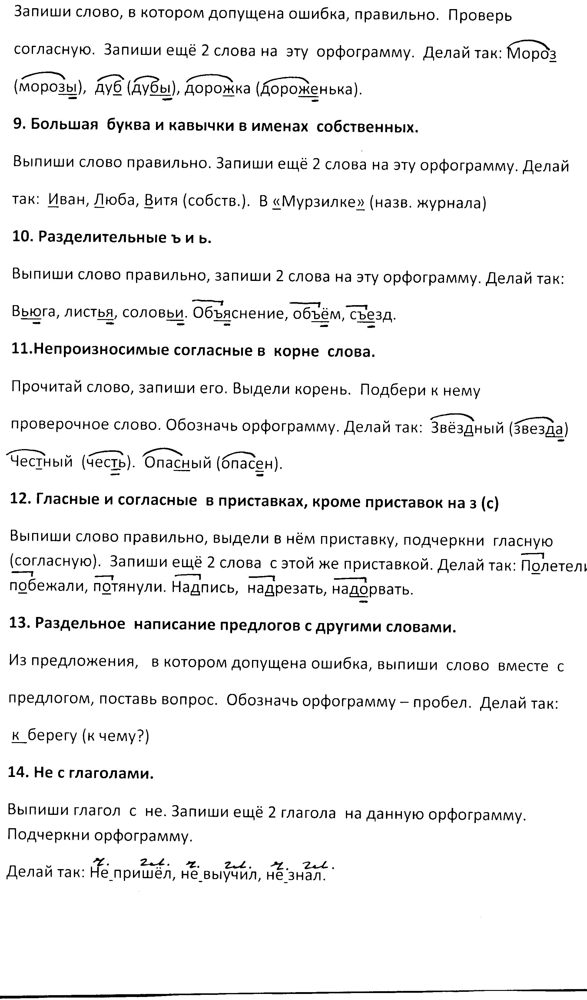 Запиши слово, в котором допущена ошибка, правильно. Проверь
согласную. Запиши ещё 2 слова на эту орфограмму. Делай так: Мороз
(морозы), дуб (дубы), дорожка (дороженька).
9. Большая буква и кавычки в именах собственных.
Выпиши слово правильно. Запиши ещё 2 слова на эту орфограмму. Делай
так: Иван, Люба, Витя (собств.). В «Мурзилке» (назв. журнала)
10. Разделительные ъ и ь.
Выпиши слово правильно, запиши 2 слова на эту орфограмму. Делай так:
Вьюга, листья, соловьи. Объяснение, объём, съезд.
11.Непроизносимые согласные в корне слова.
Прочитай слово, запиши его. Выдели корень. Подбери к нему
проверочное слово. Обозначь орфограмму. Делай так: Звёздный (звезда)
Честный (честь). Опасный (опасен).
12. Гласные и согласные в приставках, кроме приставок на з (с)
Выпиши слово правильно, выдели в нём приставку, подчеркни гласную
(согласную). Запиши ещё 2 слова с этой же приставкой. Делай так: Полетели
побежали, потянули. Надпись, надрезать, надорвать.
13. Раздельное написание предлогов с другими словами.
Из предложения, в котором допущена ошибка, выпиши слово вместе с
предлогом, поставь вопрос. Обозначь орфограмму – пробел. Делай так:
к_берегу (к чему?)
14. Не с глаголами.
Выпиши глагол с не. Запиши ещё 2 глагола на данную орфограмму.
Подчеркни орфограмму.
ч. гл. ч. гл. ч. гл.
Делай так: Не_пришёл, не_выучил, не_знал.